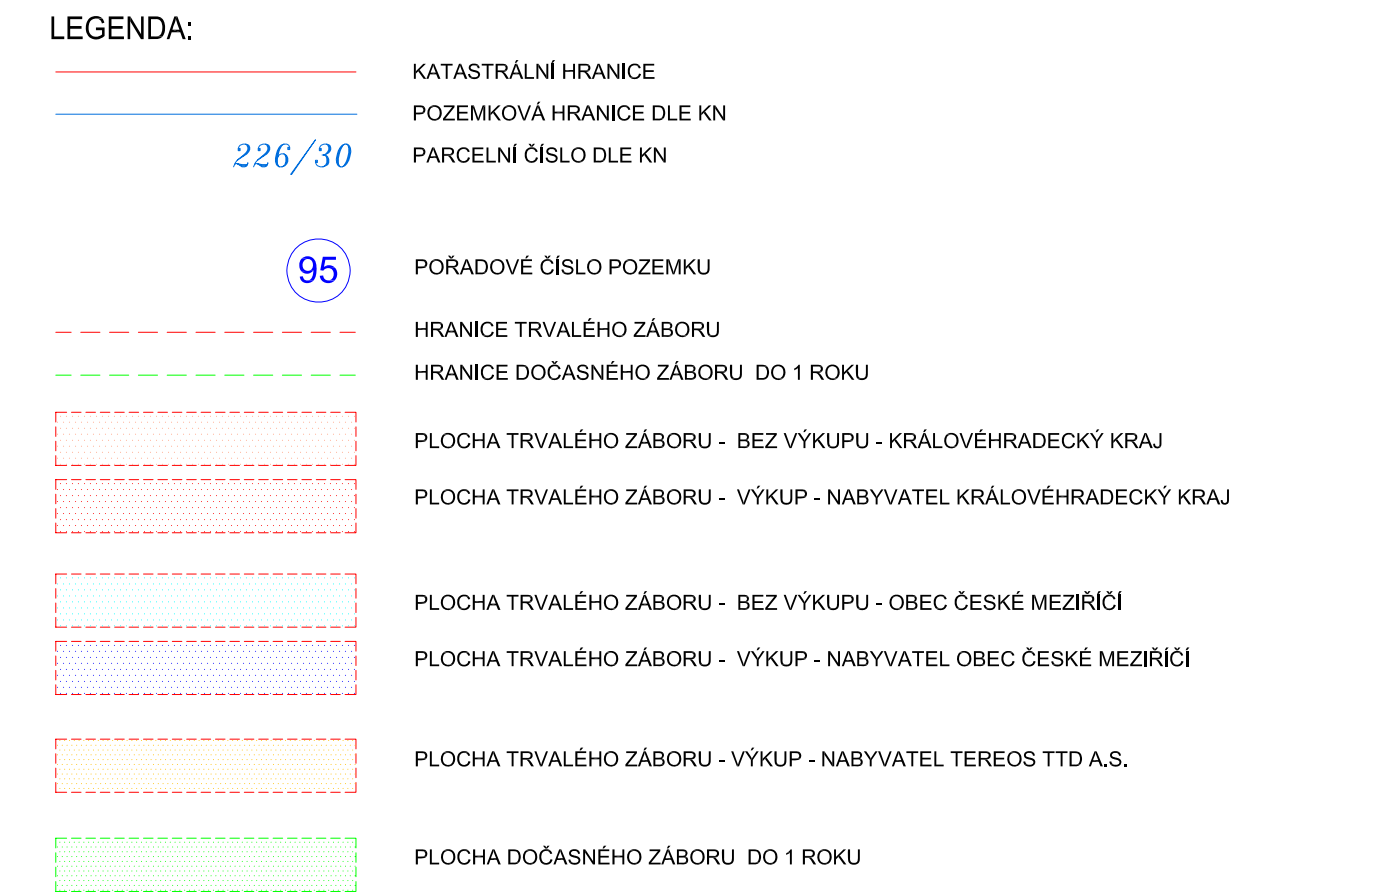 LEGENDA:
KATASTRÁLNÍ HRANICE
POZEMKOVÁ HRANICE DLE KN
226/30 PARCELNÍ ČÍSLO DLE KN
95 POŘADOVÉ ČÍSLO POZEMKU
HRANICE TRVALÉHO ZÁBORU
HRANICE DOČASNÉHO ZÁBORU DO 1 ROKU
PLOCHA TRVALÉHO ZÁBORU - BEZ VÝKUPU - KRÁLOVÉHRADECKÝ KRAJ
PLOCHA TRVALÉHO ZÁBORU - VÝKUP - NABYVATEL KRÁLOVÉHRADECKÝ KRAJ
PLOCHA TRVALÉHO ZÁBORU - BEZ VÝKUPU - OBEC ČESKÉ MEZIŘÍČÍ
PLOCHA TRVALÉHO ZÁBORU - VÝKUP - NABYVATEL OBEC ČESKÉ MEZIŘÍČÍ
PLOCHA TRVALÉHO ZÁBORU - VÝKUP - NABYVATEL TEREOS TTD A.S.
PLOCHA DOČASNÉHO ZÁBORU DO 1 ROKU